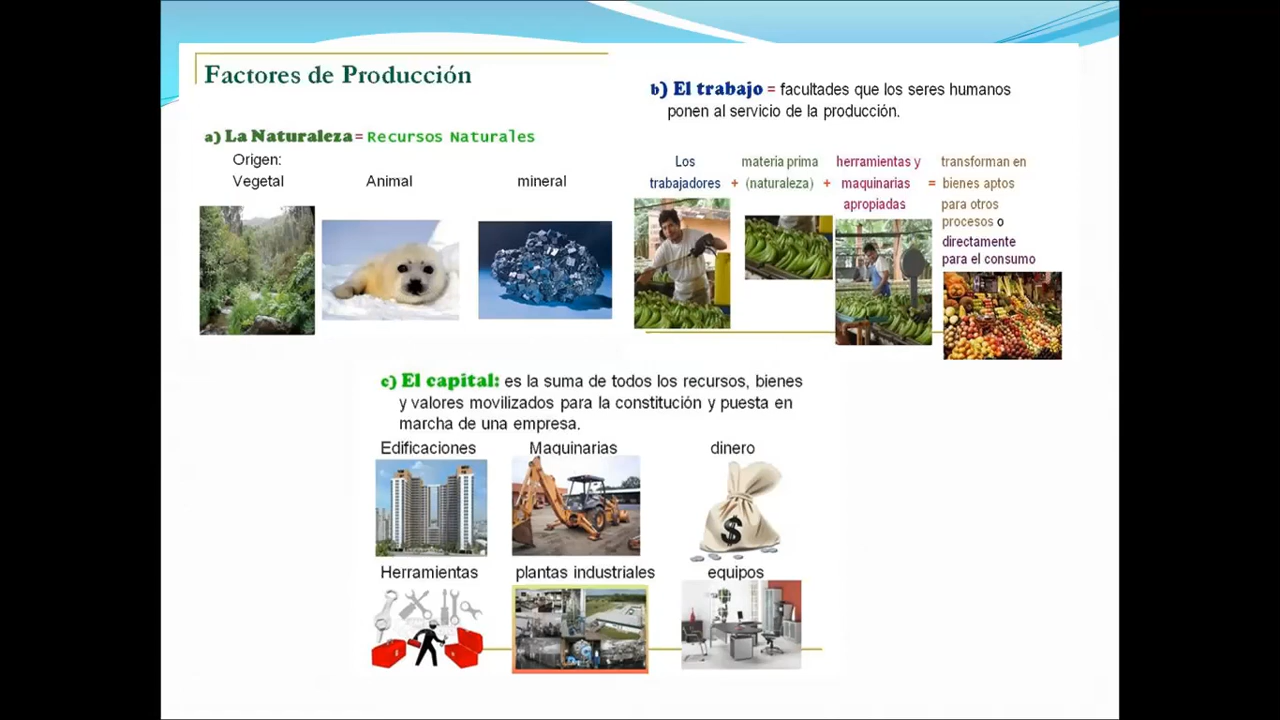 Factores de Producción
a) La Naturaleza = Recursos Naturales
Origen:
Vegetal Animal mineral
b) El trabajo = facultades que los seres humanos
ponen al servicio de la producción.
Los materia prima herramientas y transforman en
trabajadores + (naturaleza) + maquinarias = bienes aptos
apropiadas para otros
procesos o
directamente
para el consumo
c) El capital: es la suma de todos los recursos, bienes
y valores movilizados para la constitución y puesta en
marcha de una empresa.
Edificaciones Maquinarias dinero
$
Herramientas plantas industriales equipos